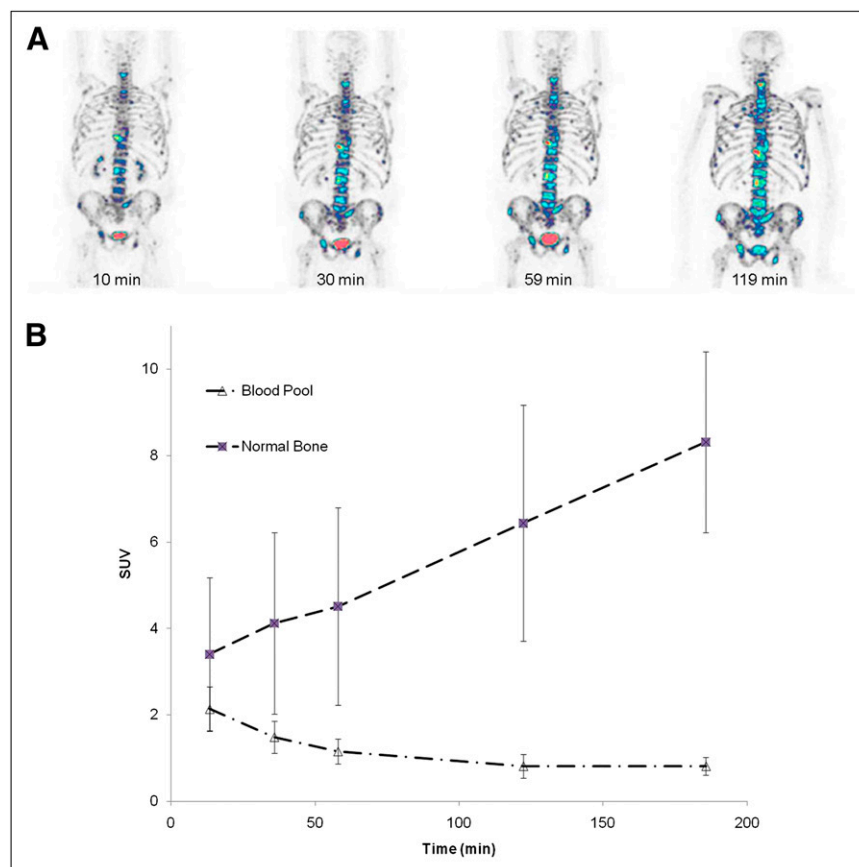 A
10 min
30 min
59 min
119 min
B
10
8
6
4
2
0
SUV
Blood Pool
Normal Bone
0
50
100
150
200
Time (min)